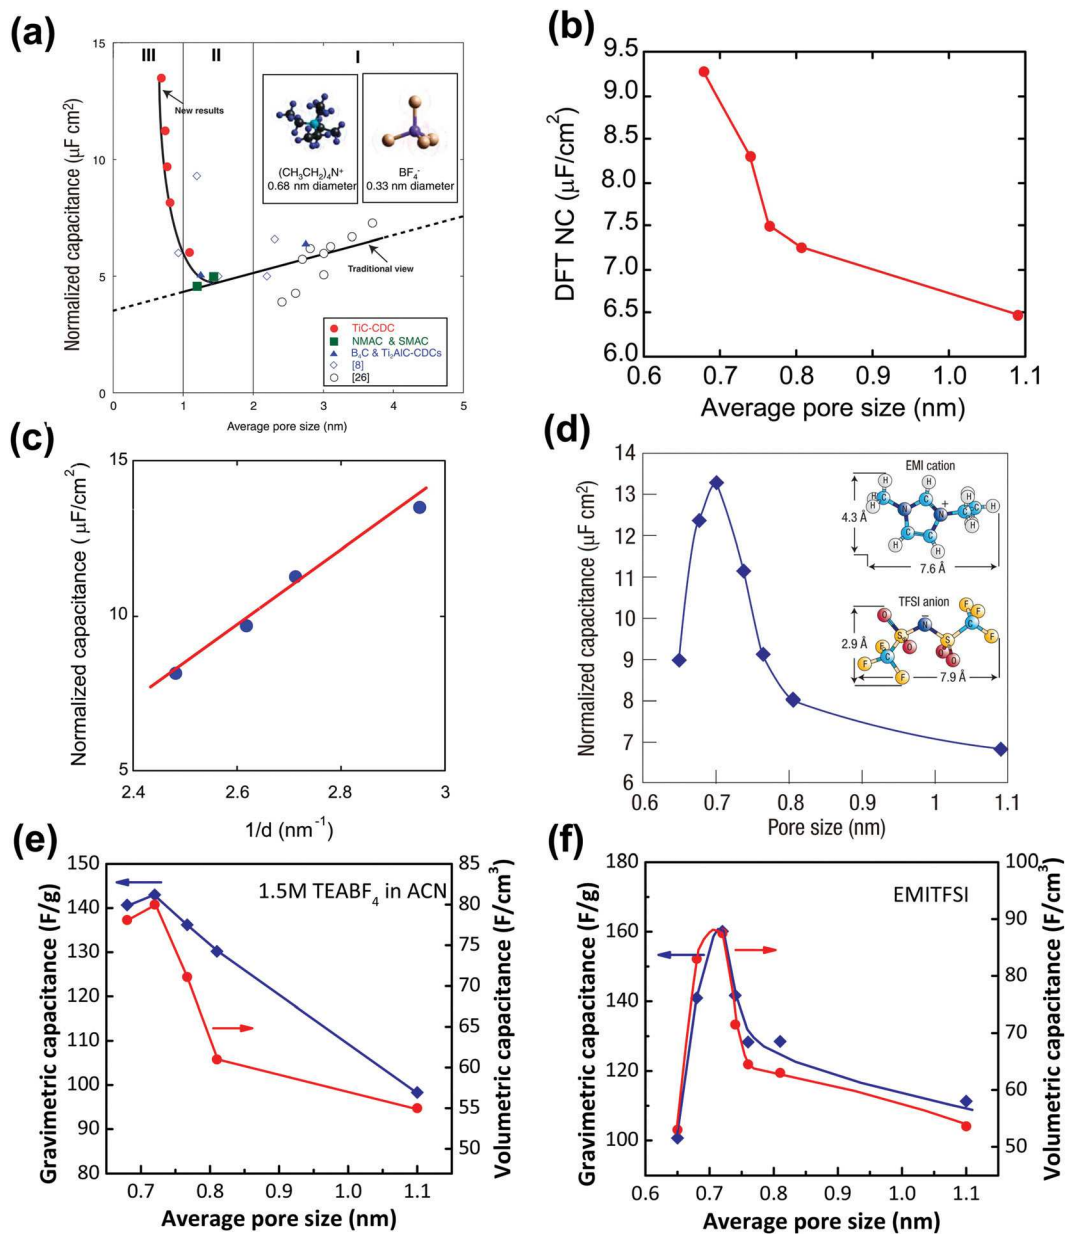 (a)
III
II
I
15
10
5
0
0
1
2
3
4
5
Normalized capacitance (µF cm²)
Average pore size (nm)
New results
(CH₃CH₂)₄N⁺
0.68 nm diameter
BF₄⁻
0.33 nm diameter
Traditional view
TiC-CDC
NMAC & SMAC
B₄C & Ti₂AlC-CDCs
[8]
[26]
(b)
9.5
9.0
8.5
8.0
7.5
7.0
6.5
6.0
0.6 0.7 0.8 0.9 1.0 1.1
DFT NC (µF/cm²)
Average pore size (nm)
(c)
15
10
5
2.4 2.6 2.8 3
Normalized capacitance ( µF/cm²)
1/d (nm⁻¹)
(d)
14
13
12
11
10
9
8
7
6
0.6 0.7 0.8 0.9 1 1.1
Normalized capacitance (µF cm²)
Pore size (nm)
EMI cation
4.3 Å
7.6 Å
TFSI anion
2.9 Å
7.9 Å
(e)
150
140
130
120
110
100
90
80
85
80
75
70
65
60
55
50
0.7 0.8 0.9 1.0 1.1
Gravimetric capacitance (F/g)
Volumetric capacitance (F/cm³)
1.5M TEABF₄ in ACN
Average pore size (nm)
(f)
180
160
140
120
100
100
90
80
70
60
50
0.6 0.7 0.8 0.9 1.0 1.1
Gravimetric capacitance (F/g)
Volumetric capacitance (F/cm³)
EMITFSI
Average pore size (nm)